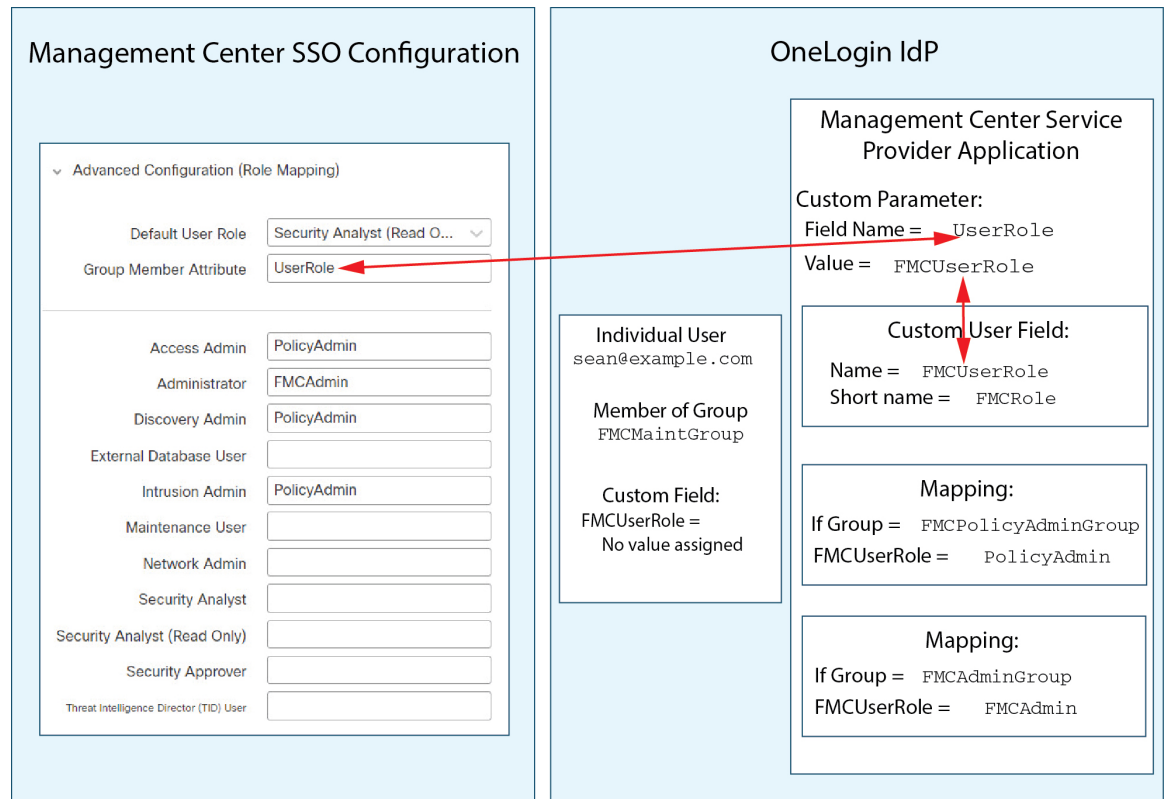 Management Center SSO Configuration
Advanced Configuration (Role Mapping)
Default User Role Security Analyst (Read O...
Group Member Attribute UserRole
Access Admin PolicyAdmin
Administrator FMCAdmin
Discovery Admin PolicyAdmin
External Database User
Intrusion Admin PolicyAdmin
Maintenance User
Network Admin
Security Analyst
Security Analyst (Read Only)
Security Approver
Threat Intelligence Director (TID) User
OneLogin IdP
Individual User
sean@example.com
Member of Group
FMCMaintGroup
Custom Field:
FMCUserRole =
No value assigned
Management Center Service
Provider Application
Custom Parameter:
Field Name = UserRole
Value = FMCUserRole
Custom User Field:
Name = FMCUserRole
Short name = FMCRole
Mapping:
If Group = FMCPolicyAdminGroup
FMCUserRole = PolicyAdmin
Mapping:
If Group = FMCAdminGroup
FMCUserRole = FMCAdmin